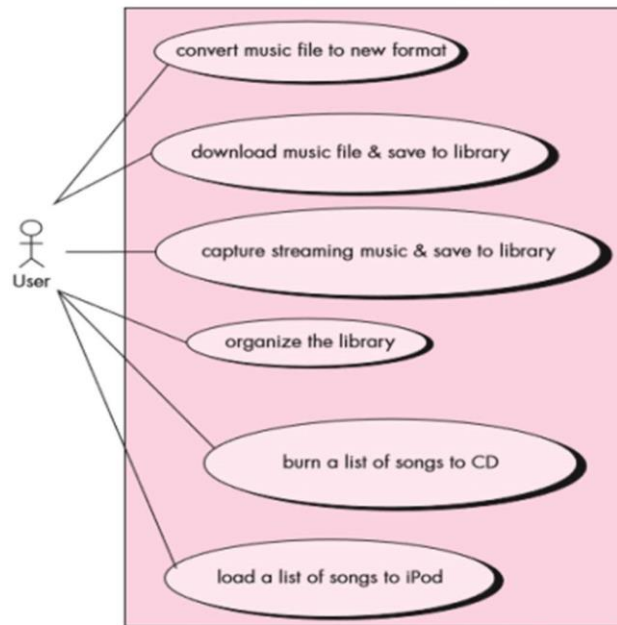 convert music file to new format
download music file & save to library
capture streaming music & save to library
User
organize the library
burn a list of songs to CD
load a list of songs to iPod